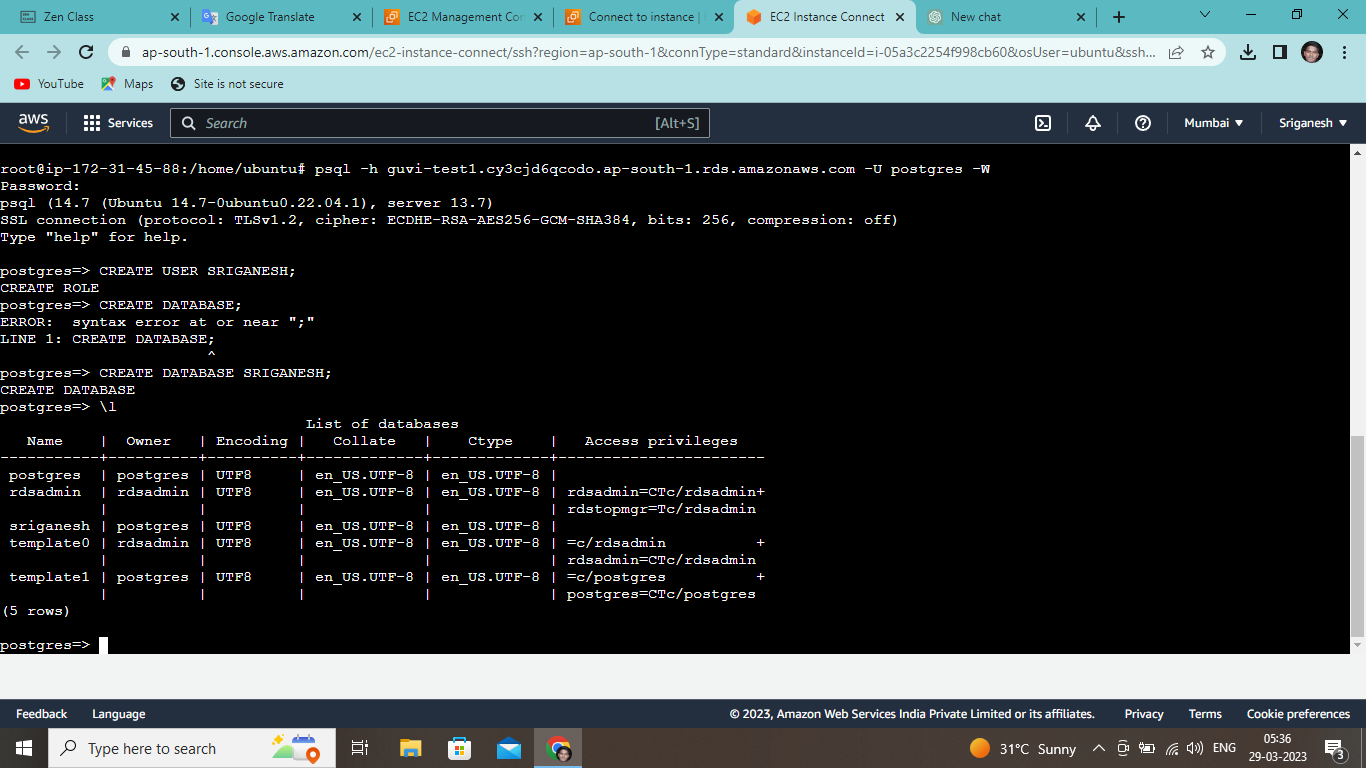 Zen Class
Google Translate
EC2 Management Con
Connect to instance |
EC2 Instance Connect
New chat
ap-south-1.console.aws.amazon.com/ec2-instance-connect/ssh?region=ap-south-1&connType=standard&instanceId=i-05a3c2254f998cb60&osUser=ubuntu&ssh...
YouTube
Maps
Site is not secure
aws
Services
Search
[Alt+S]
Mumbai
Sriganesh
root@ip-172-31-45-88:/home/ubuntu# psql -h guvi-test1.cy3cjd6qcodo.ap-south-1.rds.amazonaws.com -U postgres -W
Password:
psql (14.7 (Ubuntu 14.7-0ubuntu0.22.04.1), server 13.7)
SSL connection (protocol: TLSv1.2, cipher: ECDHE-RSA-AES256-GCM-SHA384, bits: 256, compression: off)
Type "help" for help.
postgres=> CREATE USER SRIGANESH;
CREATE ROLE
postgres=> CREATE DATABASE;
ERROR:  syntax error at or near ";"
LINE 1: CREATE DATABASE;
                       ^
postgres=> CREATE DATABASE SRIGANESH;
CREATE DATABASE
postgres=> \l
                                  List of databases
   Name    |  Owner   | Encoding |   Collate   |    Ctype    |   Access privileges
-----------+----------+----------+-------------+-------------+-----------------------
 postgres  | postgres | UTF8     | en_US.UTF-8 | en_US.UTF-8 |
 rdsadmin  | rdsadmin | UTF8     | en_US.UTF-8 | en_US.UTF-8 | rdsadmin=CTc/rdsadmin+
           |          |          |             |             | rdstopmgr=Tc/rdsadmin
 sriganesh | postgres | UTF8     | en_US.UTF-8 | en_US.UTF-8 |
 template0 | rdsadmin | UTF8     | en_US.UTF-8 | en_US.UTF-8 | =c/rdsadmin          +
           |          |          |             |             | rdsadmin=CTc/rdsadmin
 template1 | postgres | UTF8     | en_US.UTF-8 | en_US.UTF-8 | =c/postgres          +
           |          |          |             |             | postgres=CTc/postgres
(5 rows)
postgres=>
Feedback
Language
© 2023, Amazon Web Services India Private Limited or its affiliates.
Privacy
Terms
Cookie preferences
Type here to search
31°C Sunny
ENG
05:36
29-03-2023
3